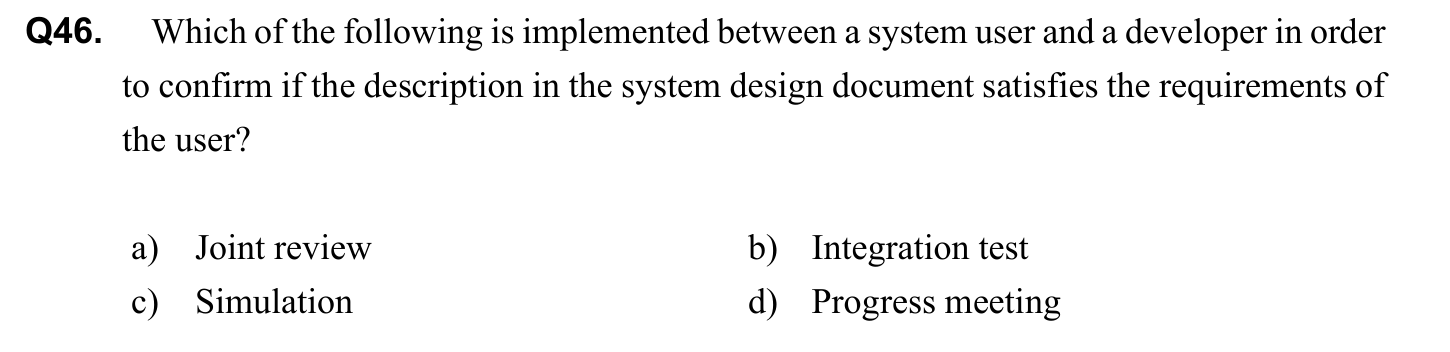 Q46. Which of the following is implemented between a system user and a developer in order
to confirm if the description in the system design document satisfies the requirements of
the user?
a) Joint review b) Integration test
c) Simulation d) Progress meeting